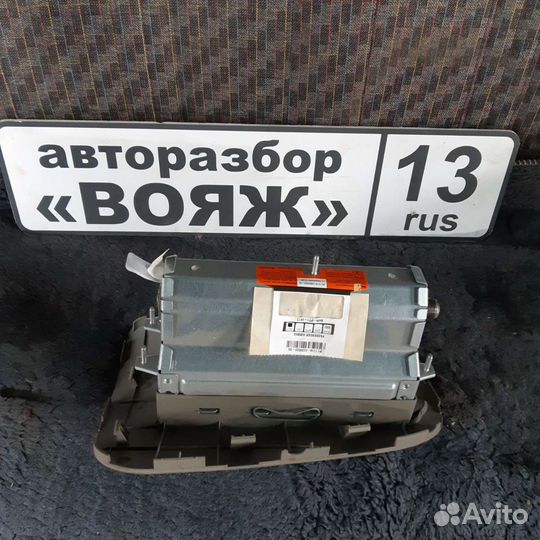 авторазбор
«ВОЯЖ»
13
rus
Avito